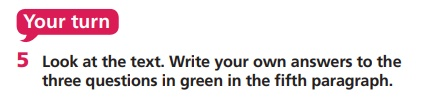 Your turn
5 Look at the text. Write your own answers to the
three questions in green in the fifth paragraph.